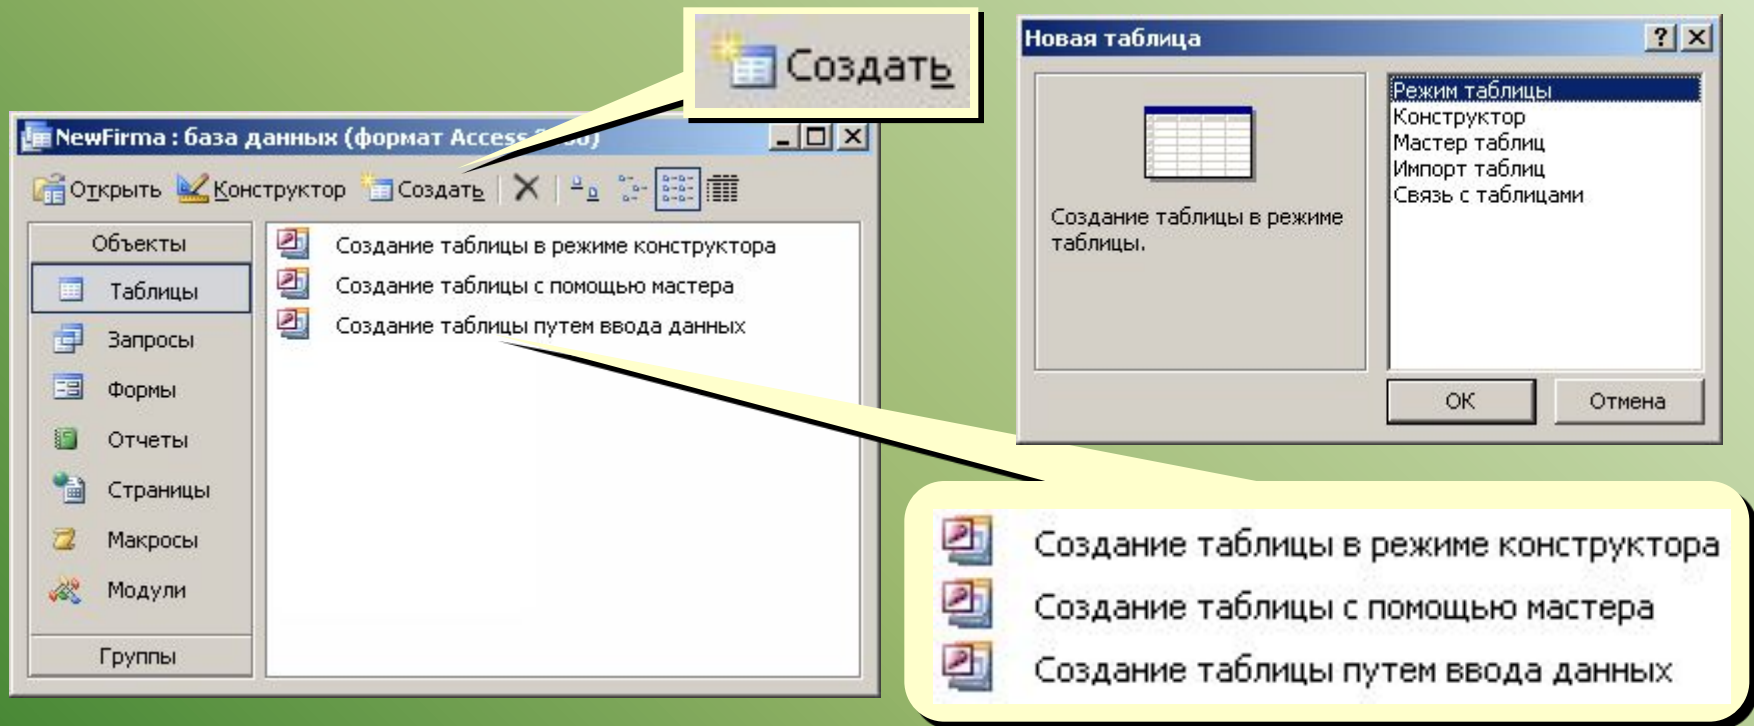 Создать
NewFirma : база данных (формат Access
Открыть Конструктор Создать
Объекты
Таблицы
Запросы
Формы
Отчеты
Страницы
Макросы
Модули
Группы
Создание таблицы в режиме конструктора
Создание таблицы с помощью мастера
Создание таблицы путем ввода данных
Новая таблица
Создание таблицы в режиме
таблицы.
Режим таблицы
Конструктор
Мастер таблиц
Импорт таблиц
Связь с таблицами
ОК Отмена
Создание таблицы в режиме конструктора
Создание таблицы с помощью мастера
Создание таблицы путем ввода данных